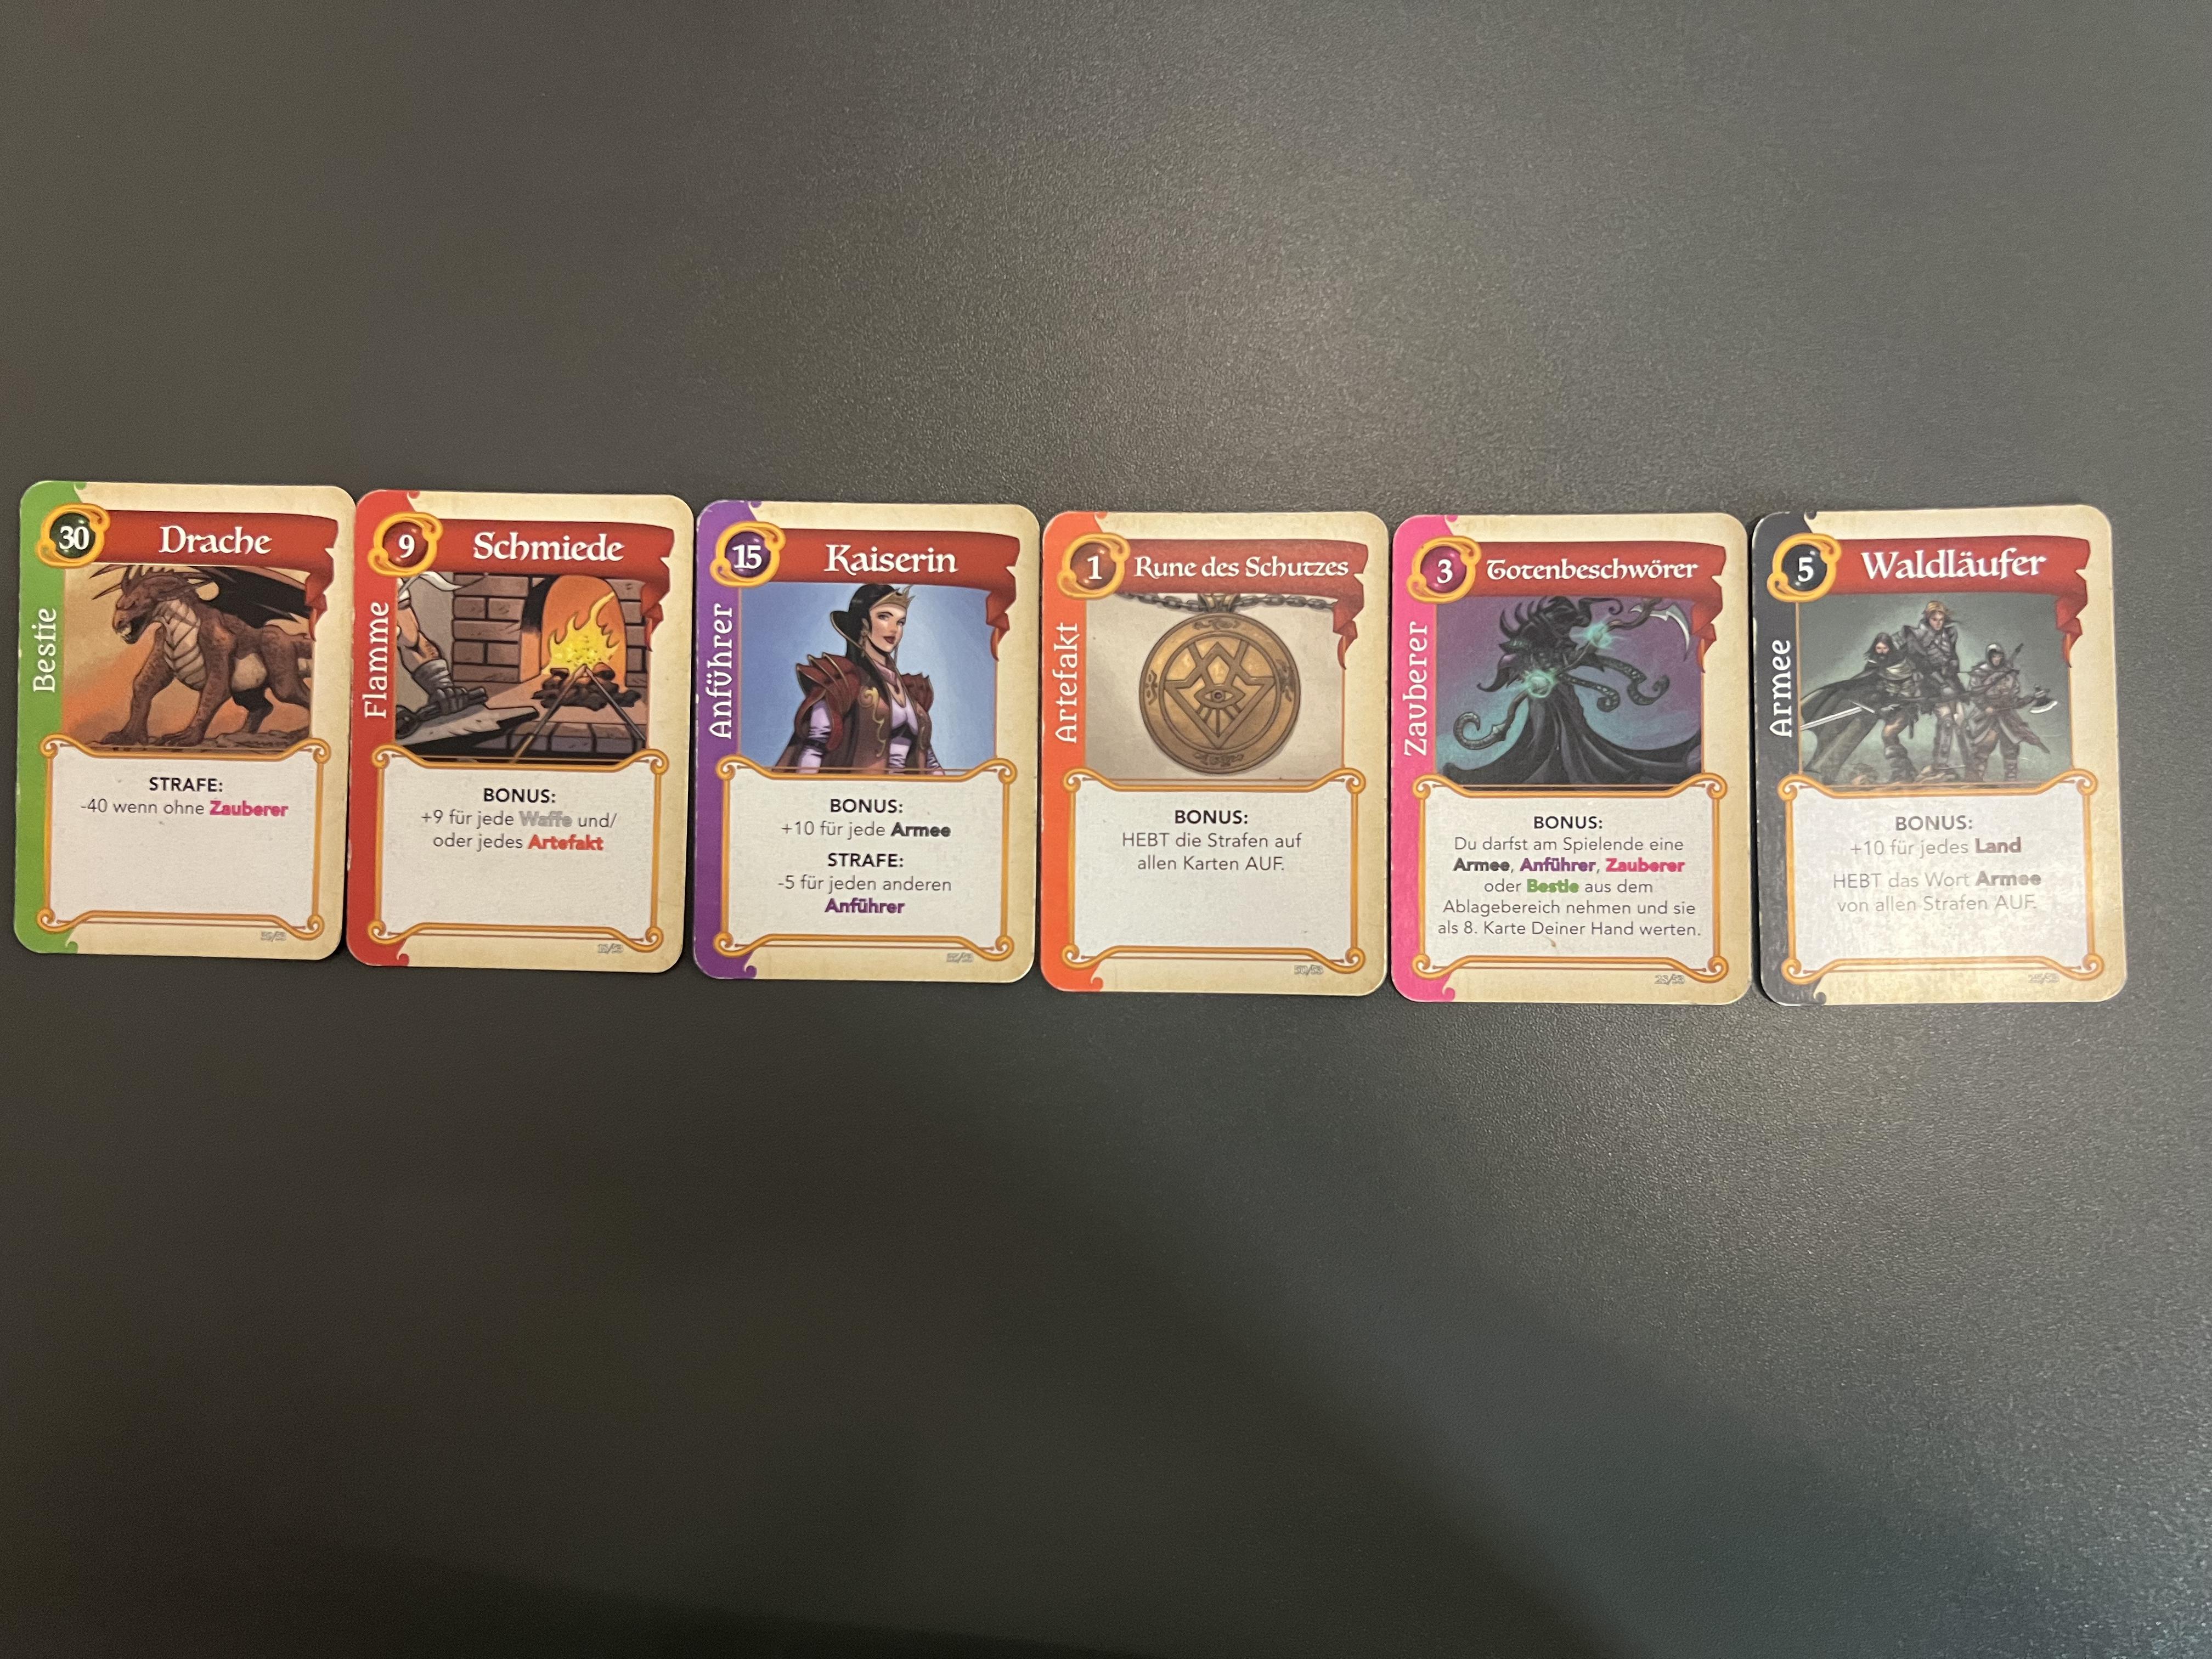 30
Drache
Bestie
STRAFE:
-40 wenn ohne Zauberer
9
Schmiede
Flamme
BONUS:
+9 für jede Waffe und/
oder jedes Artefakt
15
Kaiserin
Anführer
BONUS:
+10 für jede Armee
STRAFE:
-5 für jeden anderen
Anführer
1
Rune des Schutzes
Artefakt
BONUS:
HEBT die Strafen auf
allen Karten AUF.
3
Totenbeschwörer
Zauberer
BONUS:
Du darfst am Spielende eine
Armee, Anführer, Zauberer
oder Bestie aus dem
Ablagebereich nehmen und sie
als 8. Karte Deiner Hand werten.
5
Waldläufer
Armee
BONUS:
+10 für jedes Land
HEBT das Wort Armee
von allen Strafen AUF.